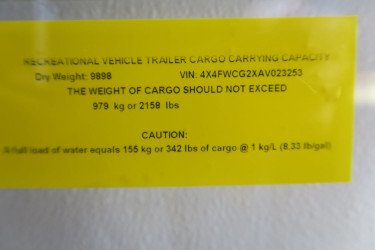 RECREATIONAL VEHICLE TRAILER CARGO CARRYING CAPACITY
Dry Weight: 9898 VIN: 4X4FWCG2XAV023253
THE WEIGHT OF CARGO SHOULD NOT EXCEED
979 kg or 2158 lbs
CAUTION:
A full load of water equals 155 kg or 342 lbs of cargo @ 1 kg/L (8.33 lb/gal)